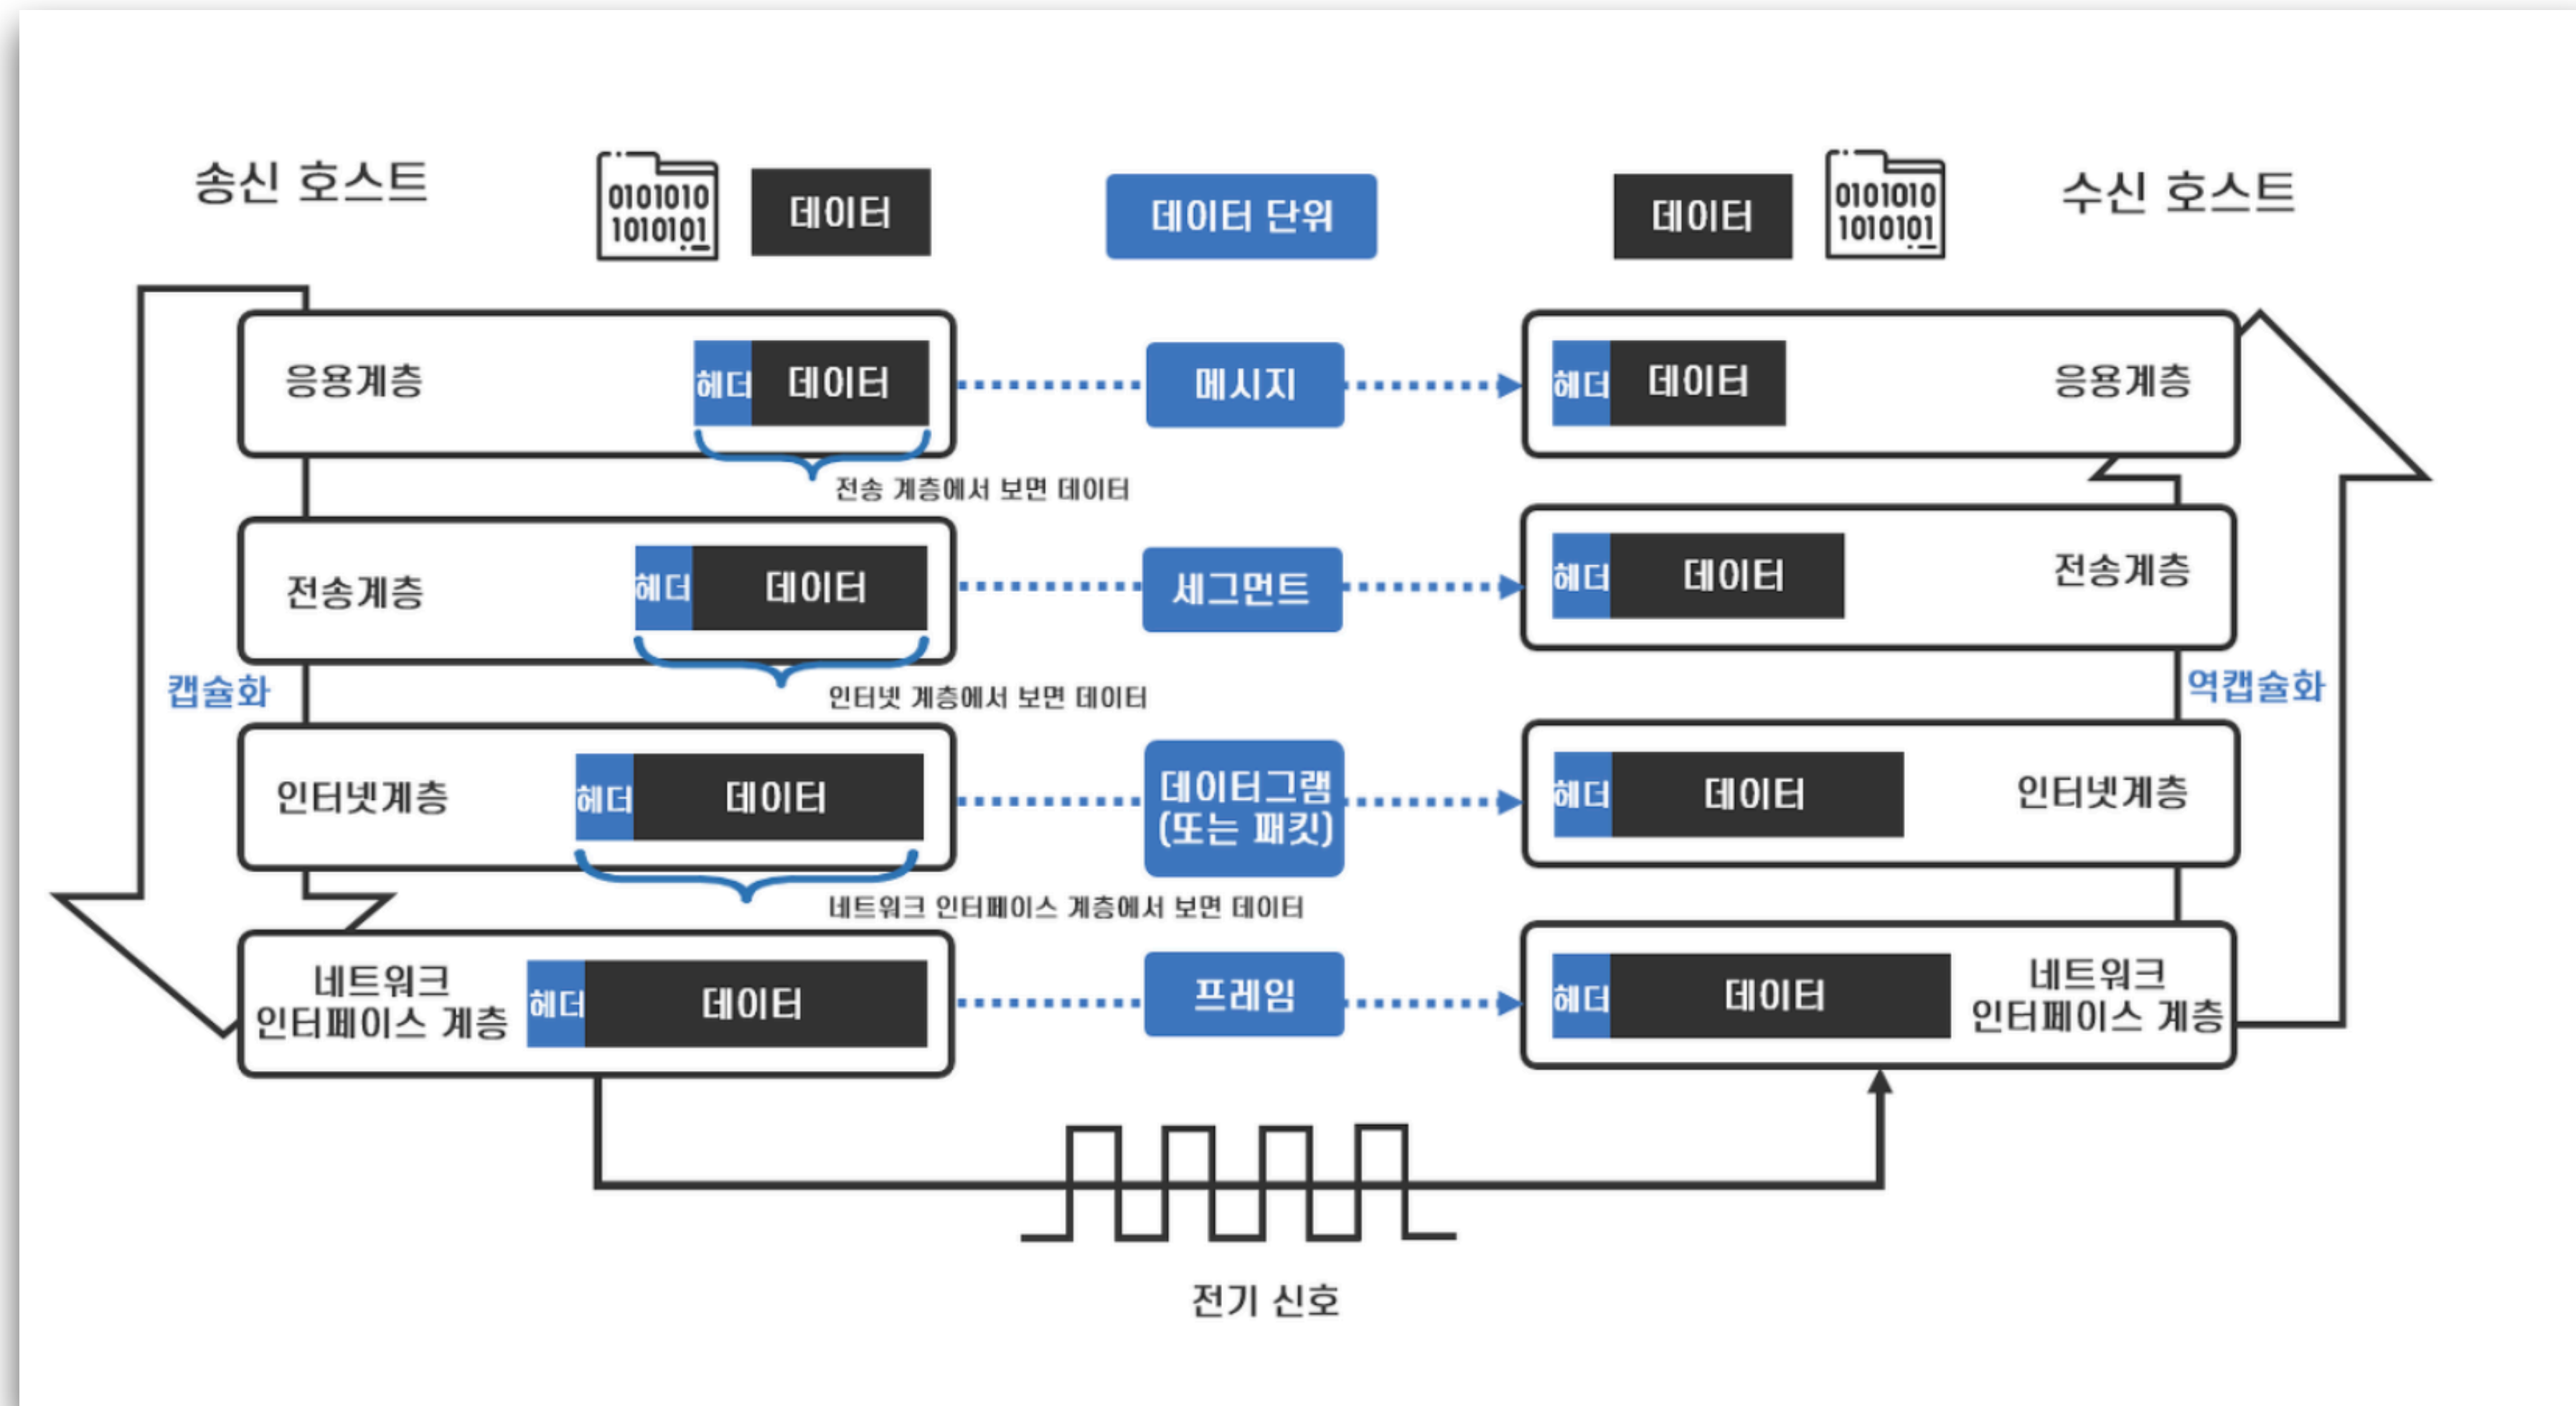 송신 호스트
0101010
1010101
데이터
데이터 단위
데이터
0101010
1010101
수신 호스트
응용계층
헤더
데이터
메시지
헤더
데이터
응용계층
전송 계층에서 보면 데이터
전송계층
헤더
데이터
세그먼트
헤더
데이터
전송계층
캡슐화
인터넷 계층에서 보면 데이터
역캡슐화
인터넷계층
헤더
데이터
데이터그램
(또는 패킷)
헤더
데이터
인터넷계층
네트워크 인터페이스 계층에서 보면 데이터
네트워크
인터페이스 계층
헤더
데이터
프레임
헤더
데이터
네트워크
인터페이스 계층
전기 신호